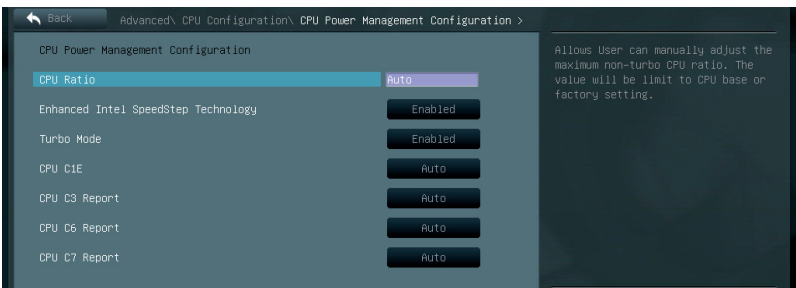 Back Advanced\ CPU Configuration\ CPU Power Management Configuration >
CPU Power Management Configuration
CPU Ratio Auto
Enhanced Intel SpeedStep Technology Enabled
Turbo Mode Enabled
CPU C1E Auto
CPU C3 Report Auto
CPU C6 Report Auto
CPU C7 Report Auto
Allows User can manually adjust the
maximum non-turbo CPU ratio. The
value will be limit to CPU base or
factory setting.